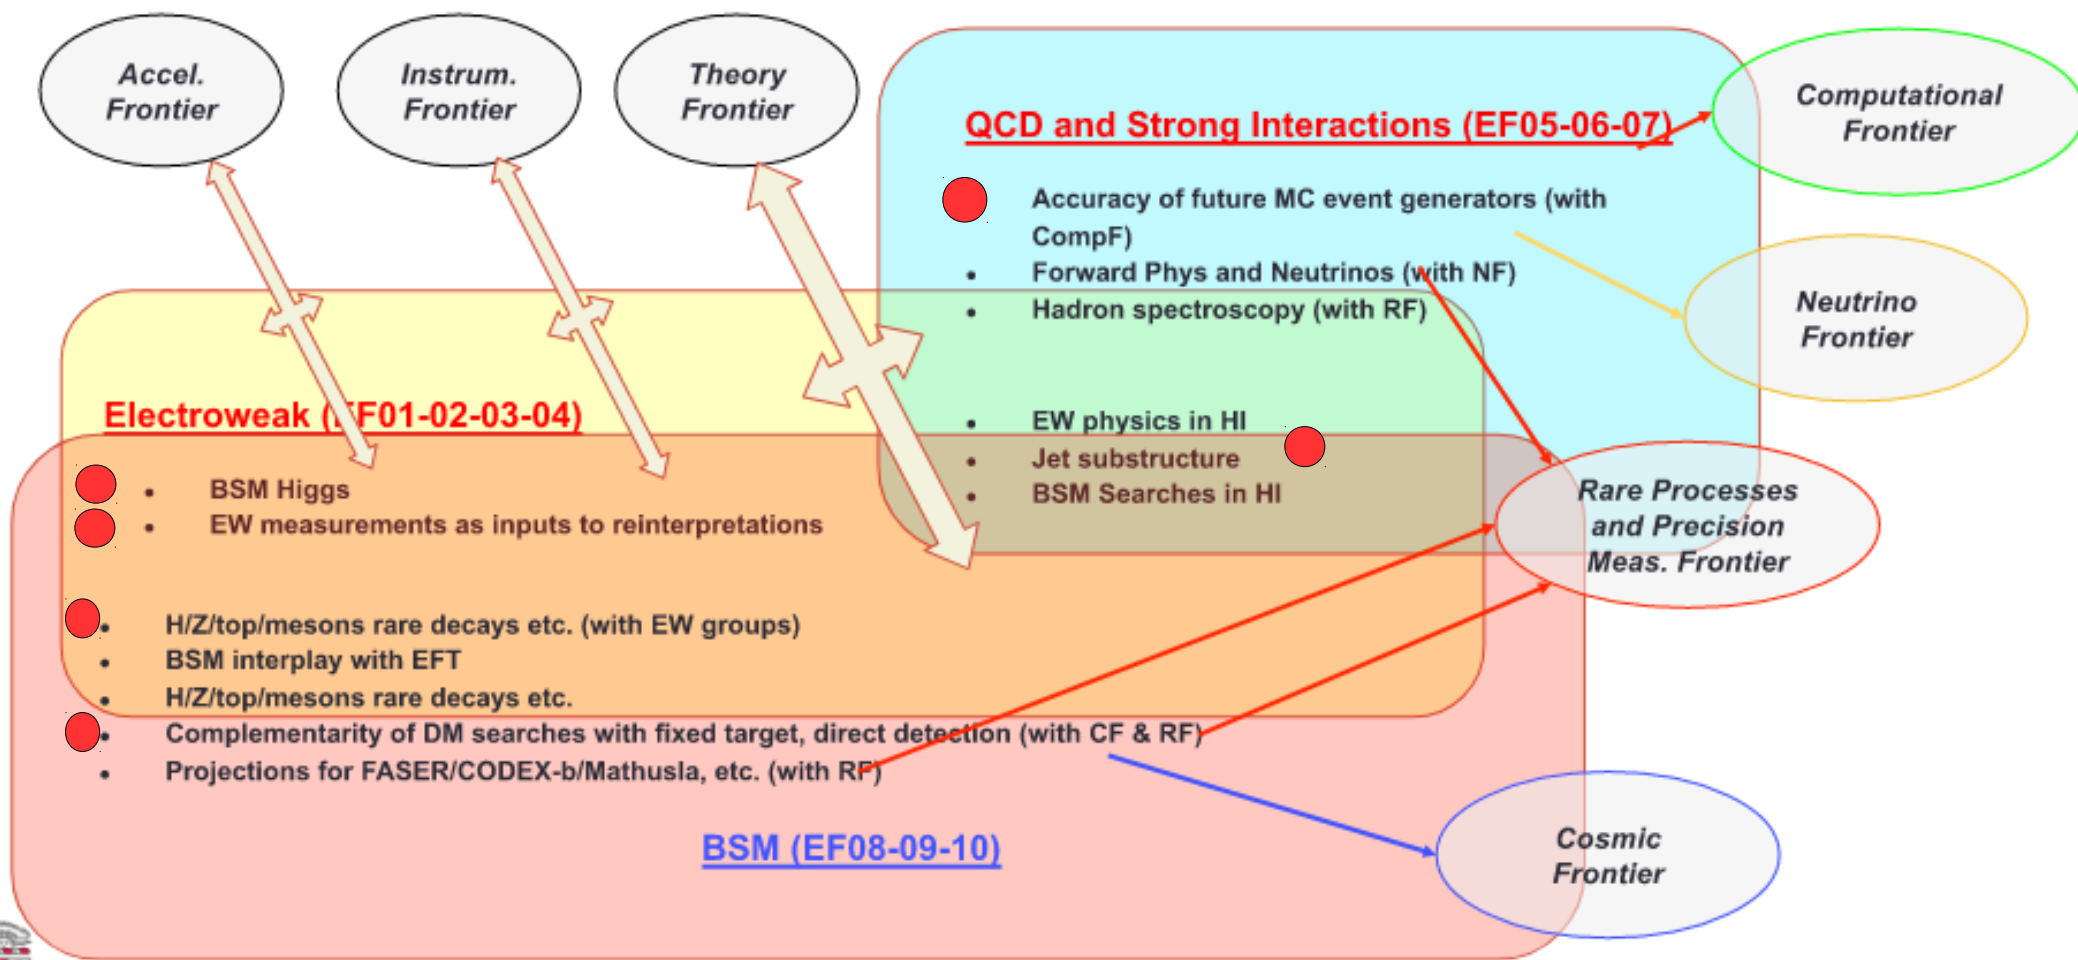 Accel.
Frontier
Instrum.
Frontier
Theory
Frontier
Computational
Frontier
QCD and Strong Interactions (EF05-06-07)
Accuracy of future MC event generators (with
CompF)
• Forward Phys and Neutrinos (with NF)
• Hadron spectroscopy (with RF)
Neutrino
Frontier
Electroweak (EF01-02-03-04)
• EW physics in HI
• Jet substructure
• BSM Searches in HI
• BSM Higgs
• EW measurements as inputs to reinterpretations
Rare Processes
and Precision
Meas. Frontier
• H/Z/top/mesons rare decays etc. (with EW groups)
• BSM interplay with EFT
• H/Z/top/mesons rare decays etc.
• Complementarity of DM searches with fixed target, direct detection (with CF & RF)
• Projections for FASER/CODEX-b/Mathusla, etc. (with RF)
BSM (EF08-09-10)
Cosmic
Frontier